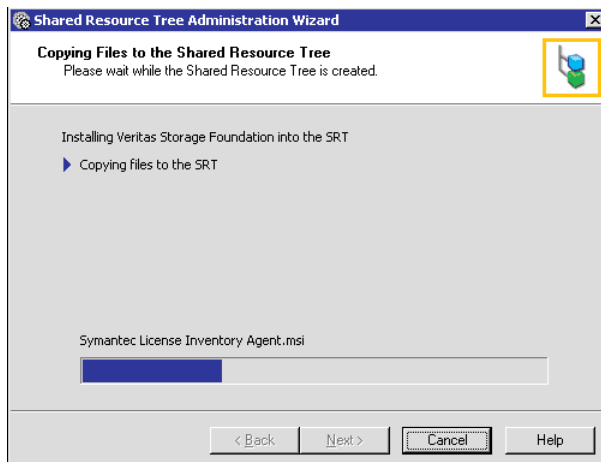 Shared Resource Tree Administration Wizard
Copying Files to the Shared Resource Tree
Please wait while the Shared Resource Tree is created.
Installing Veritas Storage Foundation into the SRT
Copying files to the SRT
Symantec License Inventory Agent.msi
< Back Next > Cancel Help